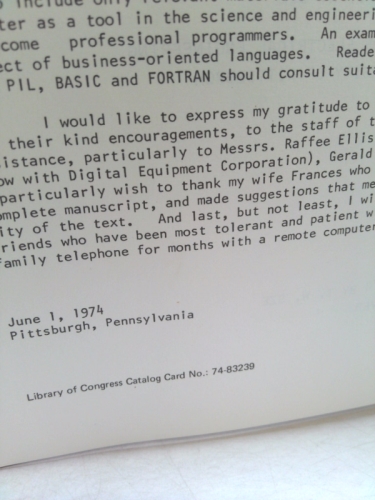 include only
ter as a tool in the science and engineeri
come professional programmers. An exam
ect of business-oriented languages. Reade
PIL, BASIC and FORTRAN should consult suita
I would like to express my gratitude to
their kind encouragements, to the staff of t
sistance, particularly to Messrs. Raffee Ellis
ow with Digital Equipment Corporation), Gerald
particularly wish to thank my wife Frances who
omplete manuscript, and made suggestions that me
ity of the text. And last, but not least, I wi
friends who have been most tolerant and patient w
family telephone for months with a remote computer
June 1, 1974
Pittsburgh, Pennsylvania
Library of Congress Catalog Card No.: 74-83239